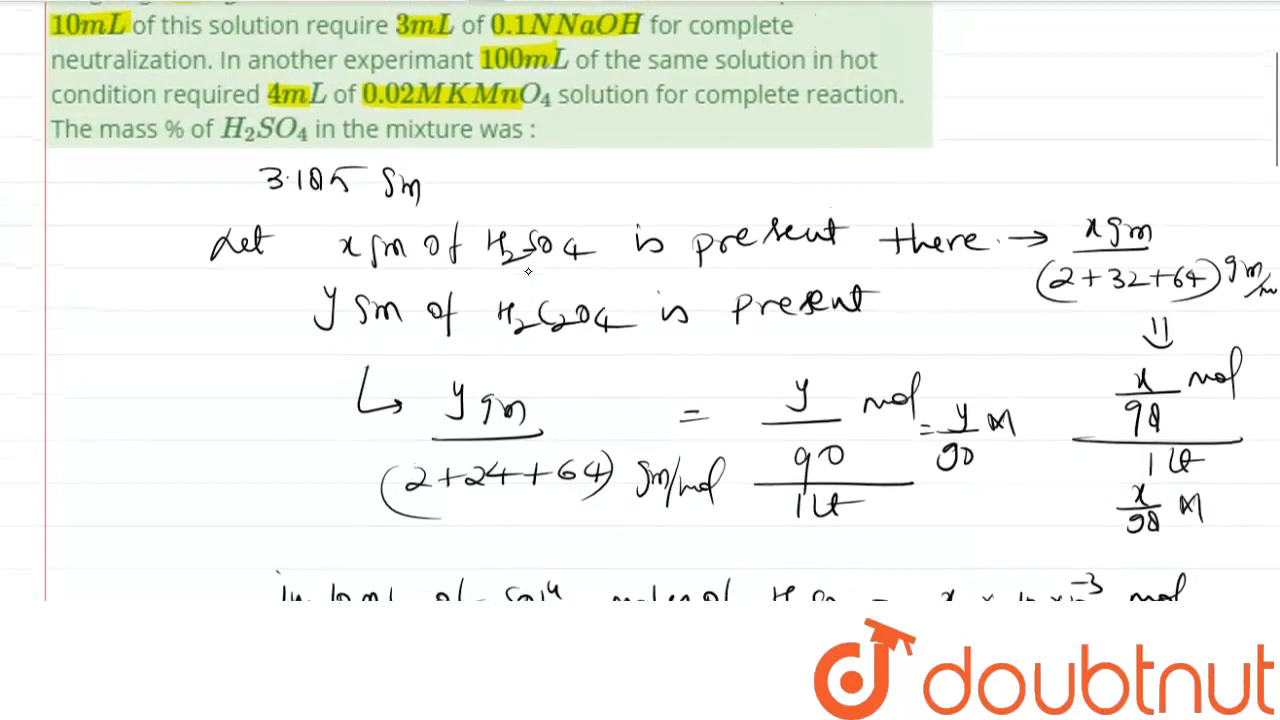 10mL of this solution require 3mL of 0.1NNaOH for complete
neutralization. In another experimant 100mL of the same solution in hot
condition required 4mL of 0.02MKMnO₄ solution for complete reaction.
The mass % of H₂SO₄ in the mixture was :
3.185 gm
Let x gm of H₂SO₄ is present there. → x gm
(2+32+64) gm/m
y gm of H₂C₂O₄ is present
x/98 mol
1 Lt
x/98 M
↳ y gm = y/90 mol = y/90 M
(2+24+64) gm/mol 1 Lt
in 10ml of
doubtnut